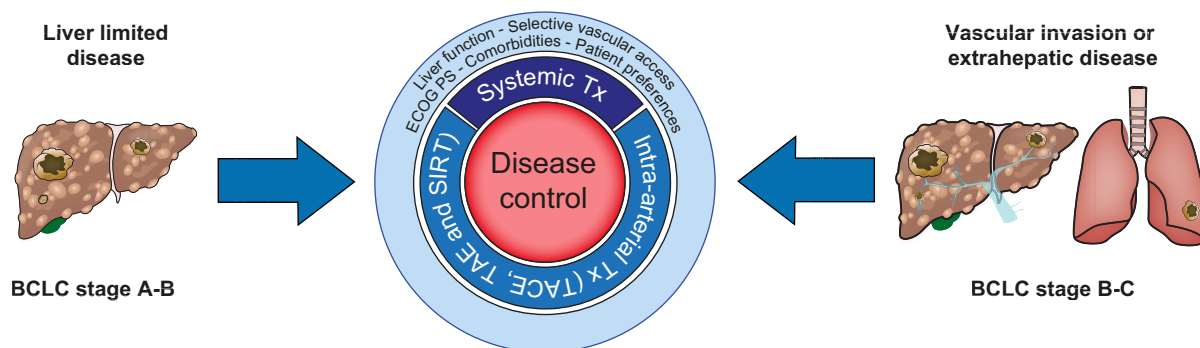 Liver limited
disease
BCLC stage A-B
Liver function - Selective vascular access
ECOG PS - Comorbidities - Patient preferences
Systemic Tx
Intra-arterial Tx (TACE, TAE and SIRT)
Disease
control
Vascular invasion or
extrahepatic disease
BCLC stage B-C